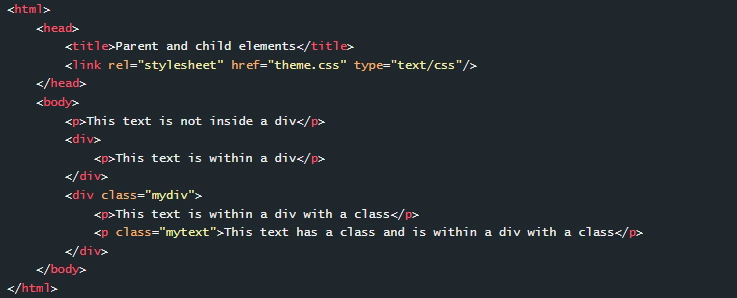 <html>
<head>
<title>Parent and child elements</title>
<link rel="stylesheet" href="theme.css" type="text/css"/>
</head>
<body>
<p>This text is not inside a div</p>
<div>
<p>This text is within a div</p>
</div>
<div class="mydiv">
<p>This text is within a div with a class</p>
<p class="mytext">This text has a class and is within a div with a class</p>
</div>
</body>
</html>